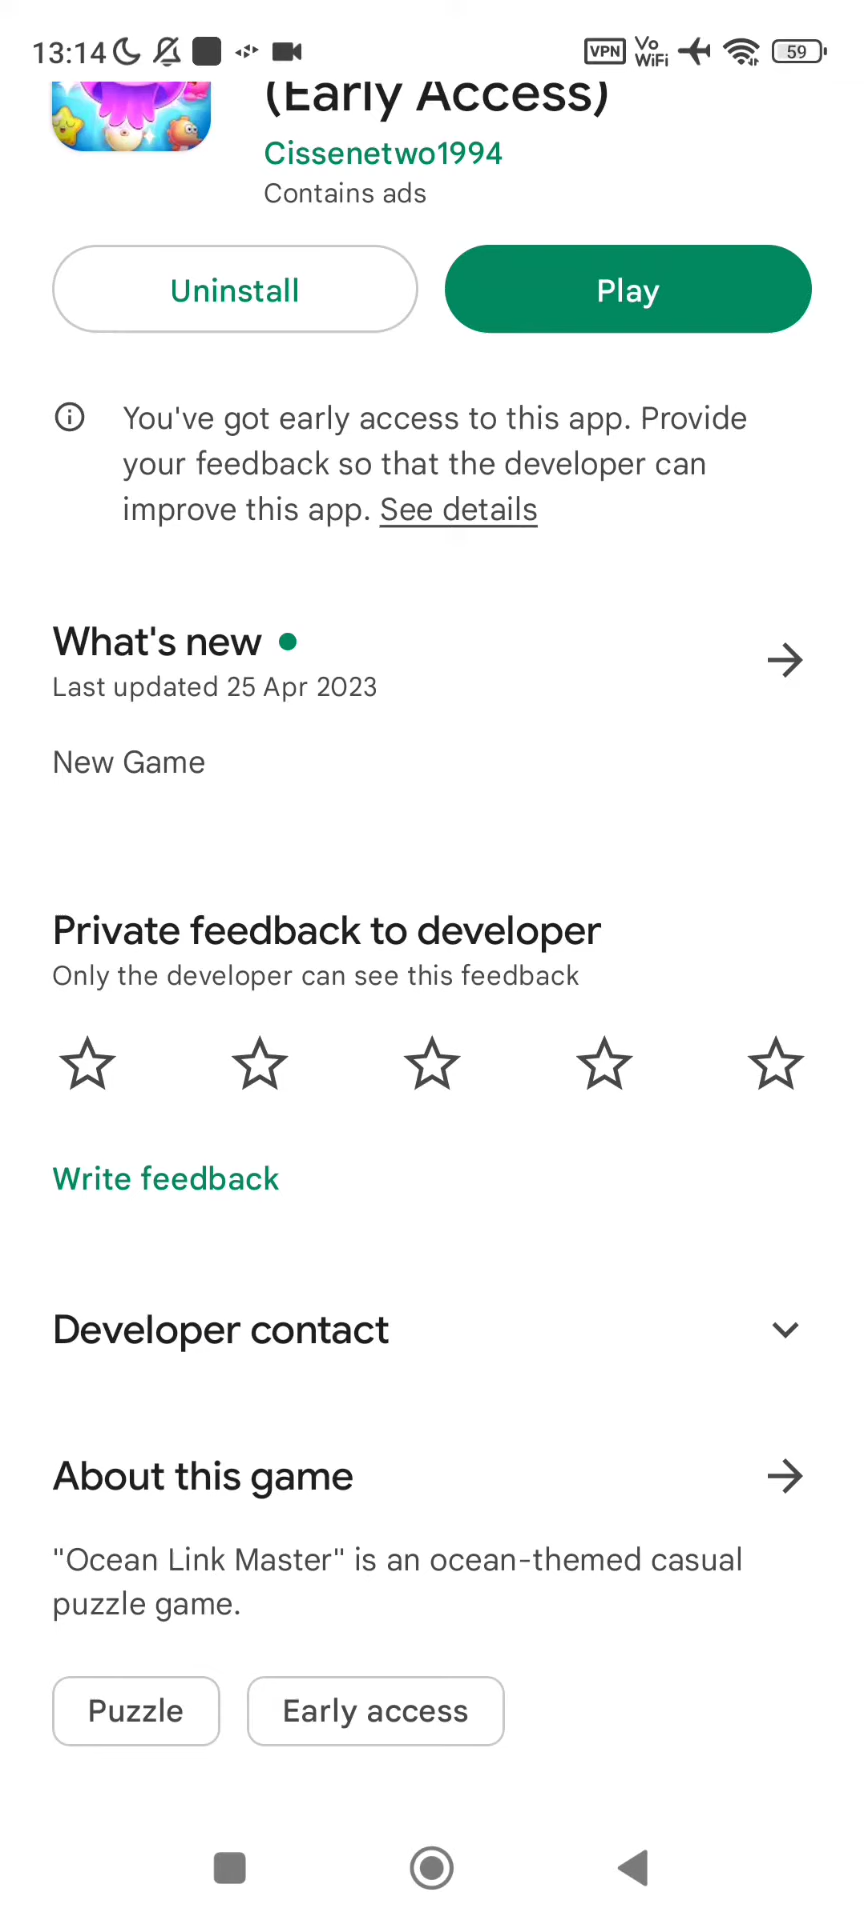 13:14
VPN
Vo
WiFi
59
(Early Access)
Cissenetwo1994
Contains ads
Uninstall
Play
You've got early access to this app. Provide
your feedback so that the developer can
improve this app. See details
What's new
Last updated 25 Apr 2023
New Game
Private feedback to developer
Only the developer can see this feedback
Write feedback
Developer contact
About this game
"Ocean Link Master" is an ocean-themed casual
puzzle game.
Puzzle
Early access